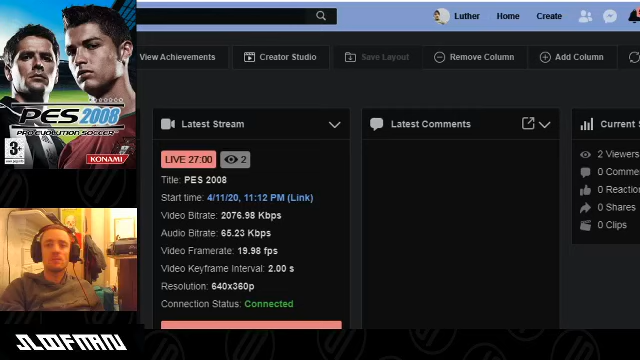 Luther Home Create
View Achievements Creator Studio Save Layout Remove Column Add Column
PES 2008
PRO EVOLUTION SOCCER
3+
KONAMI
Latest Stream
LIVE 27:00 2
Title: PES 2008
Start time: 4/11/20, 11:12 PM (Link)
Video Bitrate: 2076.98 Kbps
Audio Bitrate: 65.23 Kbps
Video Framerate: 19.98 fps
Video Keyframe Interval: 2.00 s
Resolution: 640x360p
Connection Status: Connected
Latest Comments
Current S
2 Viewers
0 Comme
0 Reaction
0 Shares
0 Clips